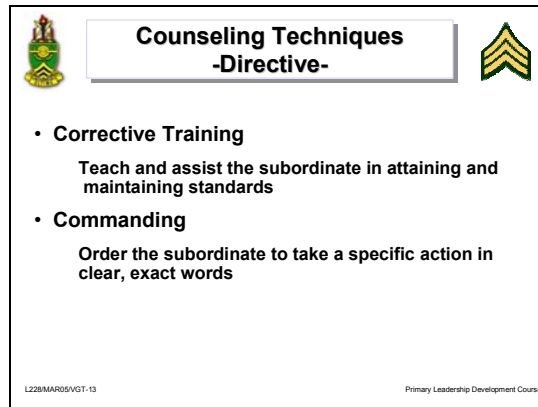 Counseling Techniques
-Directive-
• Corrective Training
Teach and assist the subordinate in attaining and
maintaining standards
• Commanding
Order the subordinate to take a specific action in
clear, exact words
L228/MAR05/VGT-13
Primary Leadership Development Cours